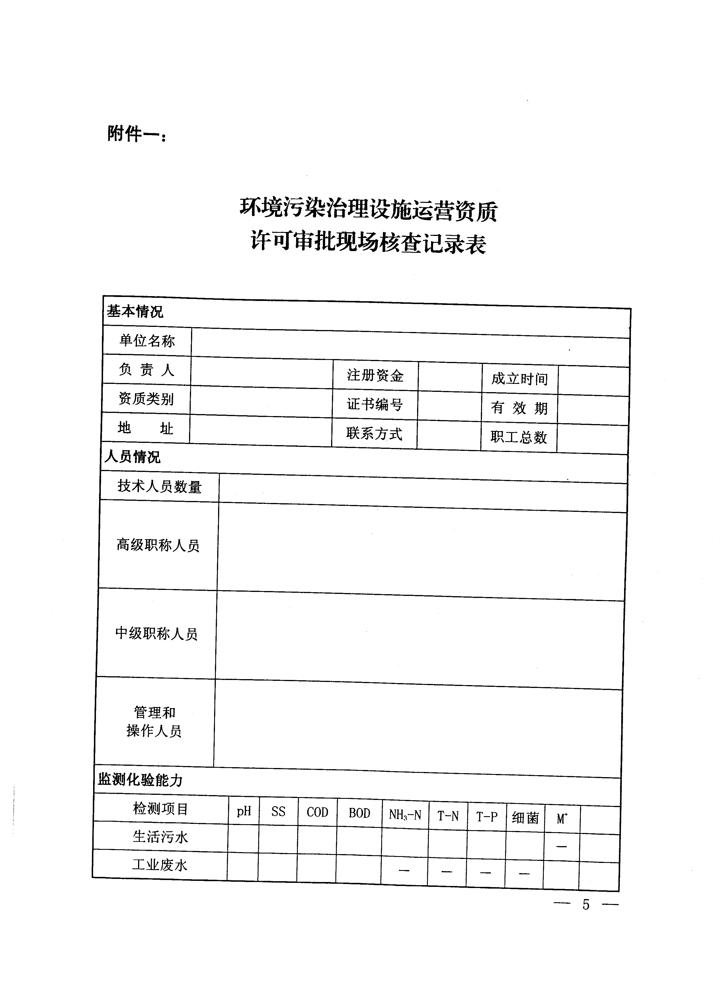 附件一：
环境污染治理设施运营资质
许可审批现场核查记录表
基本情况
单位名称
负 责 人 注册资金 成立时间
资质类别 证书编号 有 效 期
地 址 联系方式 职工总数
人员情况
技术人员数量
高级职称人员
中级职称人员
管理和
操作人员
监测化验能力
检测项目 pH SS COD BOD NH₃-N T-N T-P 细菌 M⁺
生活污水 —
工业废水 — — — —
— 5 —